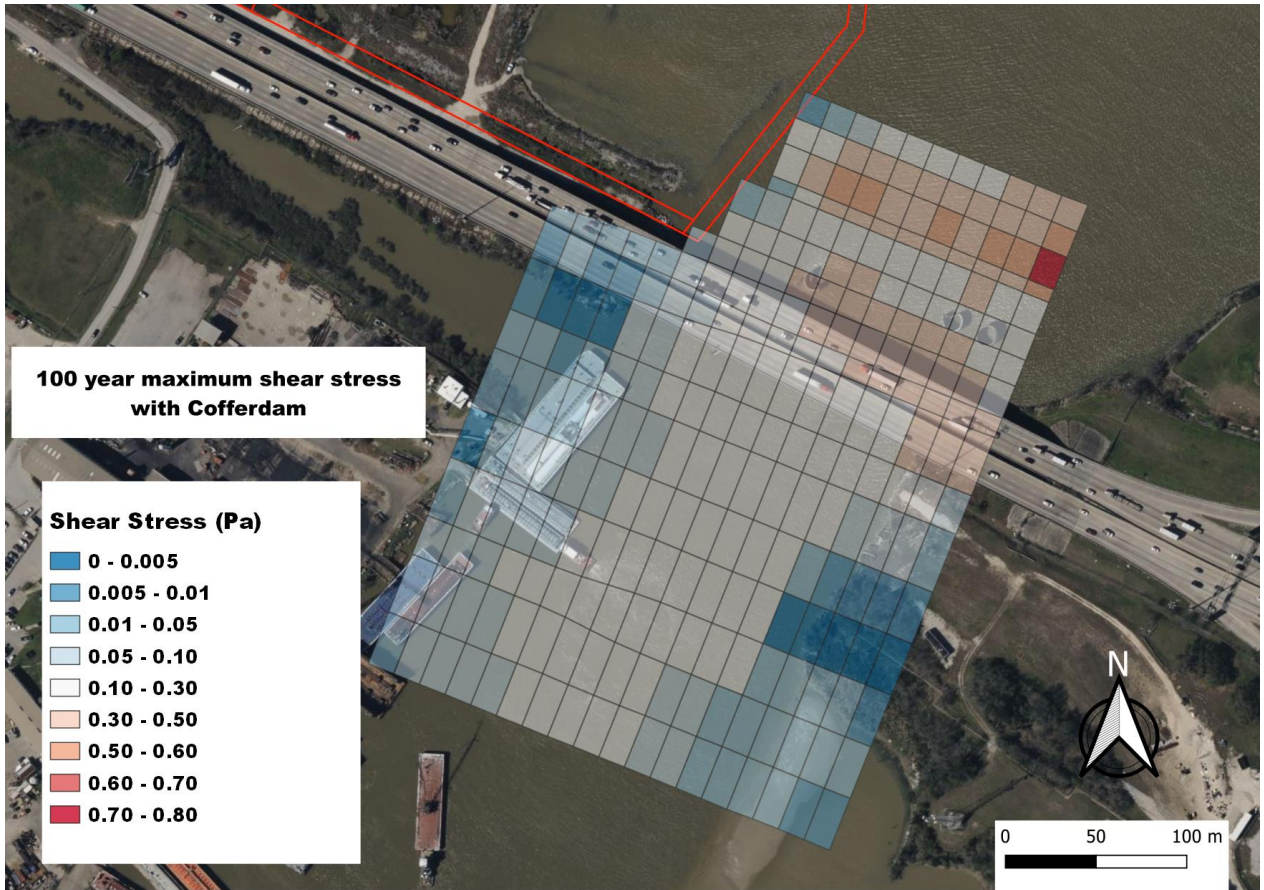 100 year maximum shear stress
with Cofferdam
Shear Stress (Pa)
0 - 0.005
0.005 - 0.01
0.01 - 0.05
0.05 - 0.10
0.10 - 0.30
0.30 - 0.50
0.50 - 0.60
0.60 - 0.70
0.70 - 0.80
N
0 50 100 m